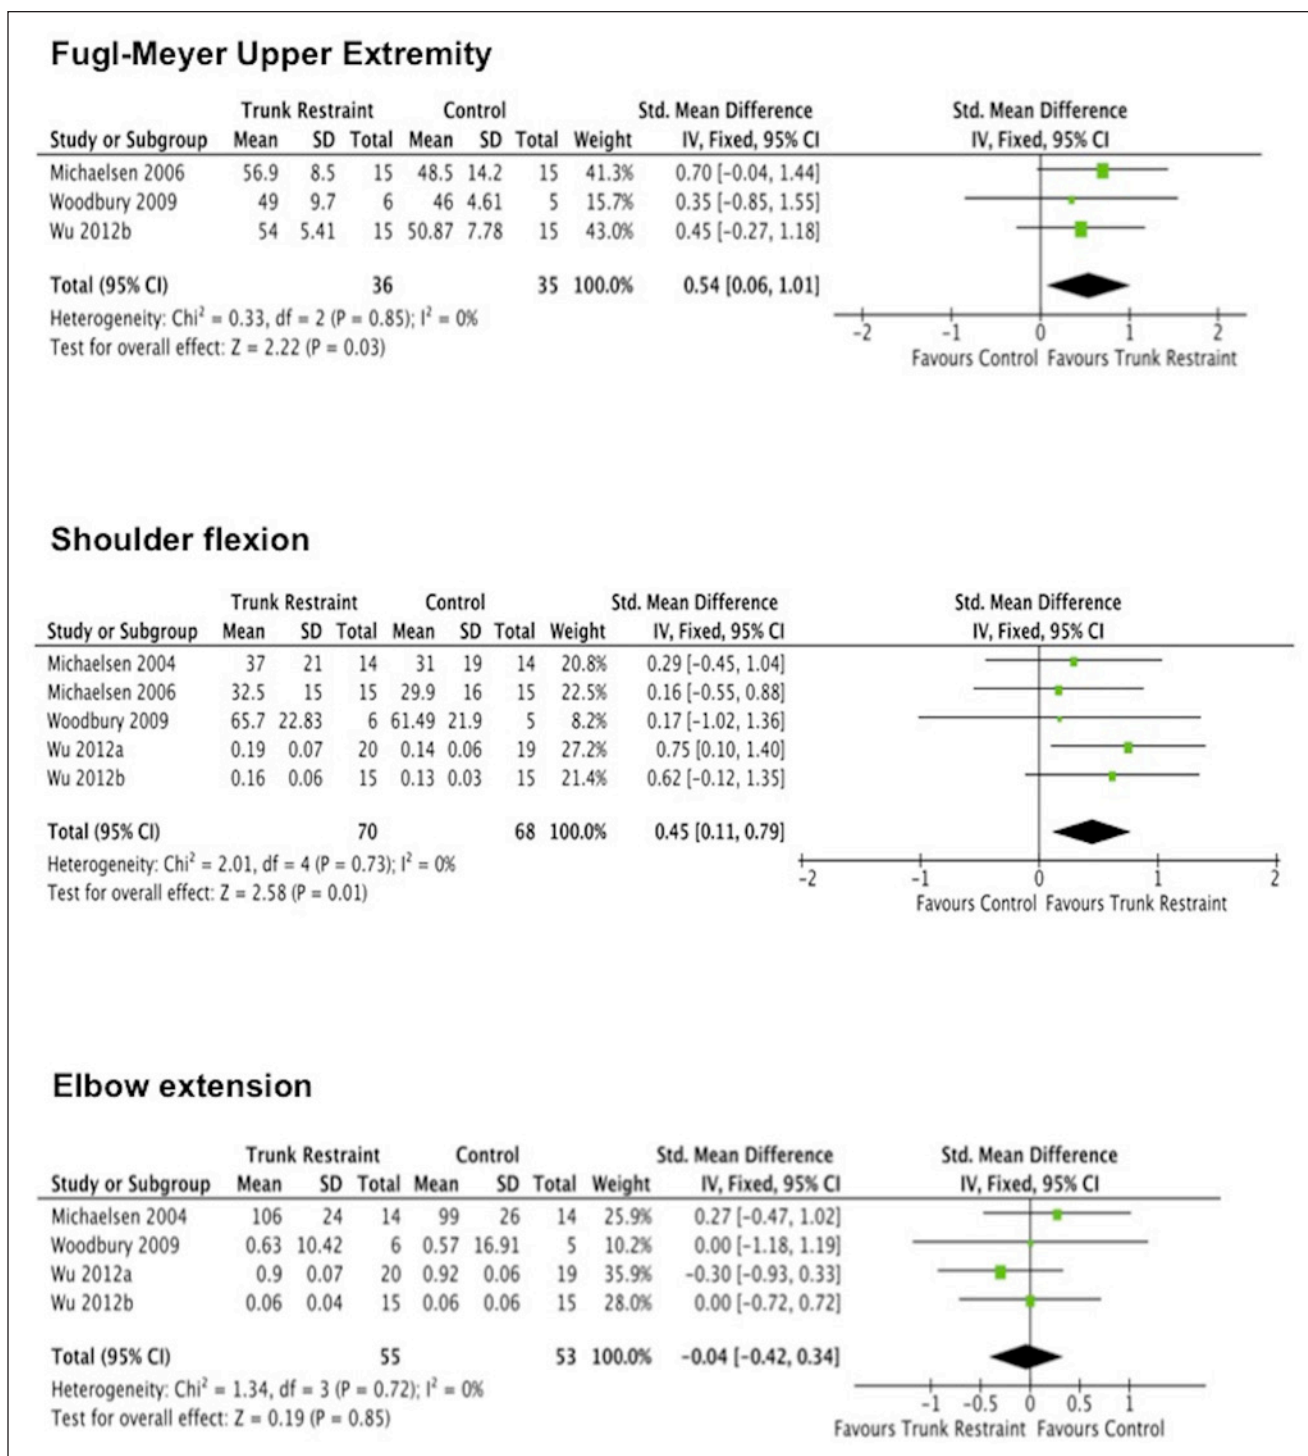 Fugl-Meyer Upper Extremity
Trunk Restraint Control Std. Mean Difference Std. Mean Difference
Study or Subgroup Mean SD Total Mean SD Total Weight IV, Fixed, 95% CI IV, Fixed, 95% CI
Michaelsen 2006 56.9 8.5 15 48.5 14.2 15 41.3% 0.70 [−0.04, 1.44]
Woodbury 2009 49 9.7 6 46 4.61 5 15.7% 0.35 [−0.85, 1.55]
Wu 2012b 54 5.41 15 50.87 7.78 15 43.0% 0.45 [−0.27, 1.18]
Total (95% CI) 36 35 100.0% 0.54 [0.06, 1.01]
Heterogeneity: Chi² = 0.33, df = 2 (P = 0.85); I² = 0%
Test for overall effect: Z = 2.22 (P = 0.03)
−2 −1 0 1 2
Favours Control Favours Trunk Restraint
Shoulder flexion
Trunk Restraint Control Std. Mean Difference Std. Mean Difference
Study or Subgroup Mean SD Total Mean SD Total Weight IV, Fixed, 95% CI IV, Fixed, 95% CI
Michaelsen 2004 37 21 14 31 19 14 20.8% 0.29 [−0.45, 1.04]
Michaelsen 2006 32.5 15 15 29.9 16 15 22.5% 0.16 [−0.55, 0.88]
Woodbury 2009 65.7 22.83 6 61.49 21.9 5 8.2% 0.17 [−1.02, 1.36]
Wu 2012a 0.19 0.07 20 0.14 0.06 19 27.2% 0.75 [0.10, 1.40]
Wu 2012b 0.16 0.06 15 0.13 0.03 15 21.4% 0.62 [−0.12, 1.35]
Total (95% CI) 70 68 100.0% 0.45 [0.11, 0.79]
Heterogeneity: Chi² = 2.01, df = 4 (P = 0.73); I² = 0%
Test for overall effect: Z = 2.58 (P = 0.01)
−2 −1 0 1 2
Favours Control Favours Trunk Restraint
Elbow extension
Trunk Restraint Control Std. Mean Difference Std. Mean Difference
Study or Subgroup Mean SD Total Mean SD Total Weight IV, Fixed, 95% CI IV, Fixed, 95% CI
Michaelsen 2004 106 24 14 99 26 14 25.9% 0.27 [−0.47, 1.02]
Woodbury 2009 0.63 10.42 6 0.57 16.91 5 10.2% 0.00 [−1.18, 1.19]
Wu 2012a 0.9 0.07 20 0.92 0.06 19 35.9% −0.30 [−0.93, 0.33]
Wu 2012b 0.06 0.04 15 0.06 0.06 15 28.0% 0.00 [−0.72, 0.72]
Total (95% CI) 55 53 100.0% −0.04 [−0.42, 0.34]
Heterogeneity: Chi² = 1.34, df = 3 (P = 0.72); I² = 0%
Test for overall effect: Z = 0.19 (P = 0.85)
−1 −0.5 0 0.5 1
Favours Trunk Restraint Favours Control